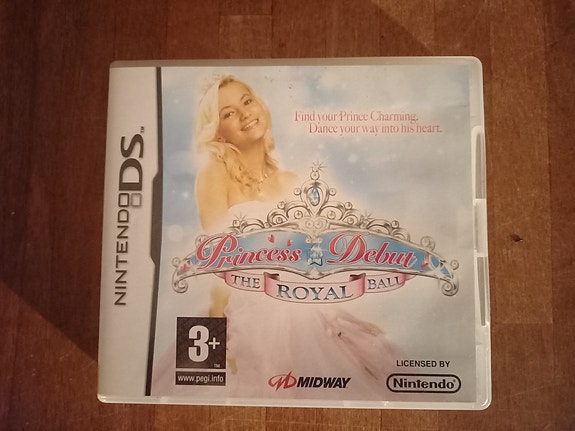 NINTENDO DS™
Find your Prince Charming.
Dance your way into his heart.
Princess Debut
THE ROYAL BALL
3+
www.pegi.info
MIDWAY
LICENSED BY
Nintendo